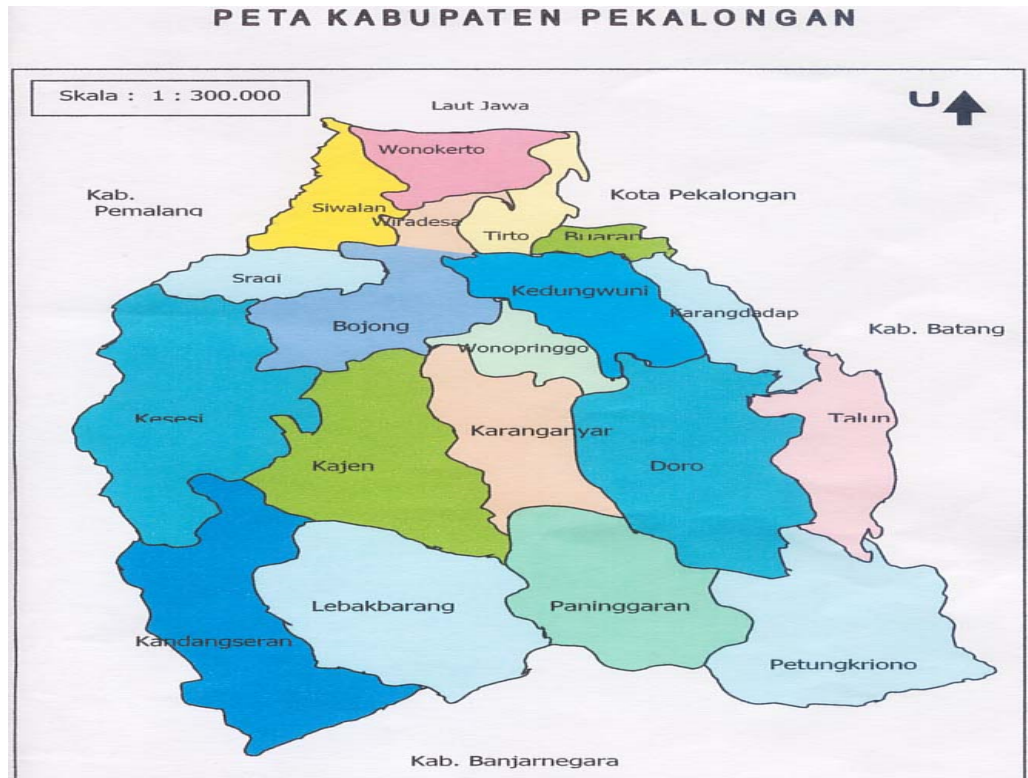 PETA KABUPATEN PEKALONGAN
Skala : 1 : 300.000
Laut Jawa
U
Wonokerto
Kab.
Pemalang
Kota Pekalongan
Siwalan
Wiradesa
Tirto
Buaran
Sragi
Kedungwuni
Karangdadap
Bojong
Kab. Batang
Wonopringgo
Kesesi
Karanganyar
Talun
Kajen
Doro
Lebakbarang
Paninggaran
Kandangseran
Petungkriono
Kab. Banjarnegara